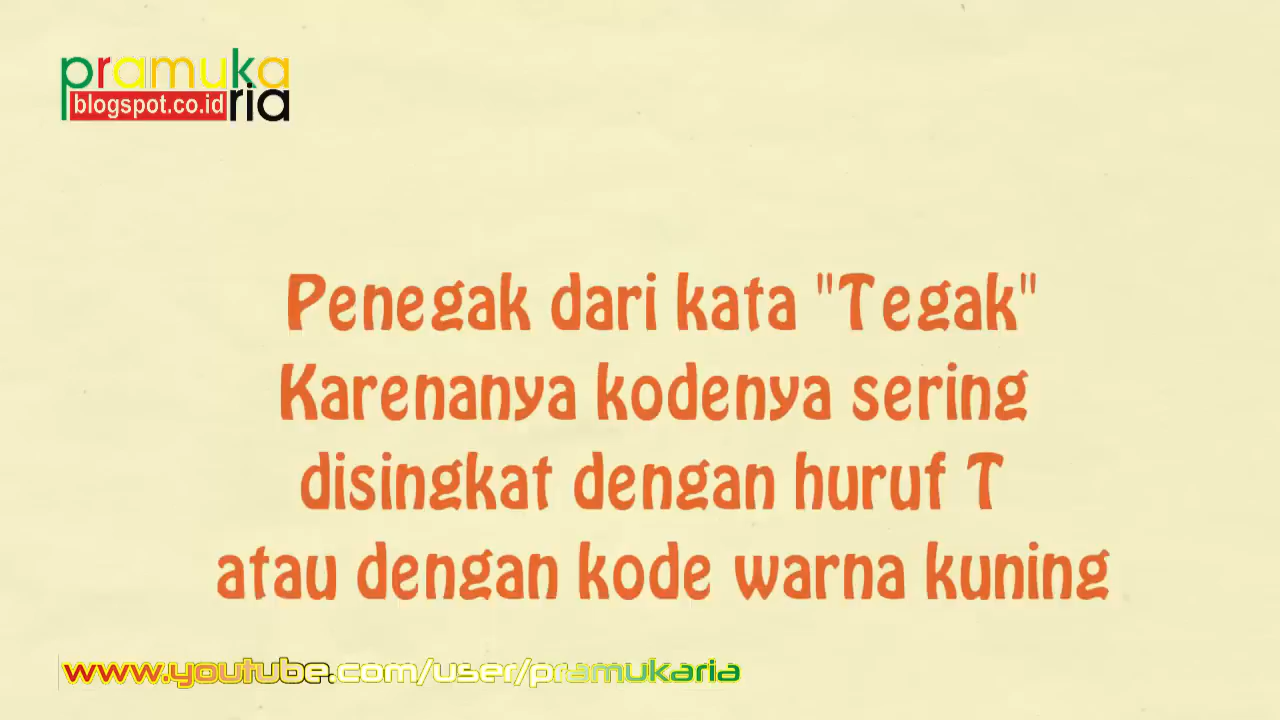 pramuka
blogspot.co.id ria
Penegak dari kata "Tegak"
Karenanya kodenya sering
disingkat dengan huruf T
atau dengan kode warna kuning
www.youtube.com/user/pramukaria